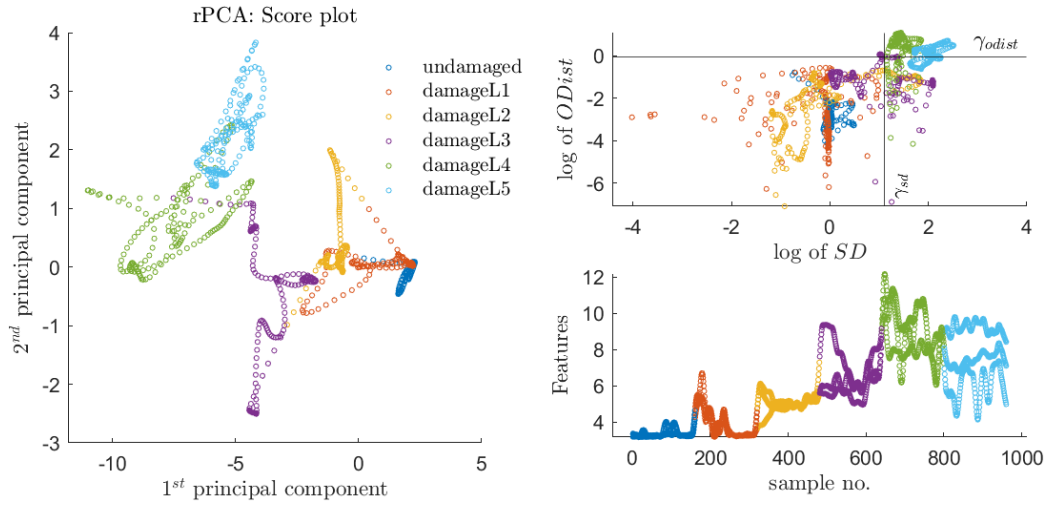 rPCA: Score plot
4
3
2
1
0
-1
-2
-3
-10
-5
0
5
2nd principal component
1st principal component
undamaged
damageL1
damageL2
damageL3
damageL4
damageL5
0
-2
-4
-6
-4
-2
0
2
4
log of ODist
log of SD
γodist
γsd
12
10
8
6
4
0
200
400
600
800
1000
Features
sample no.